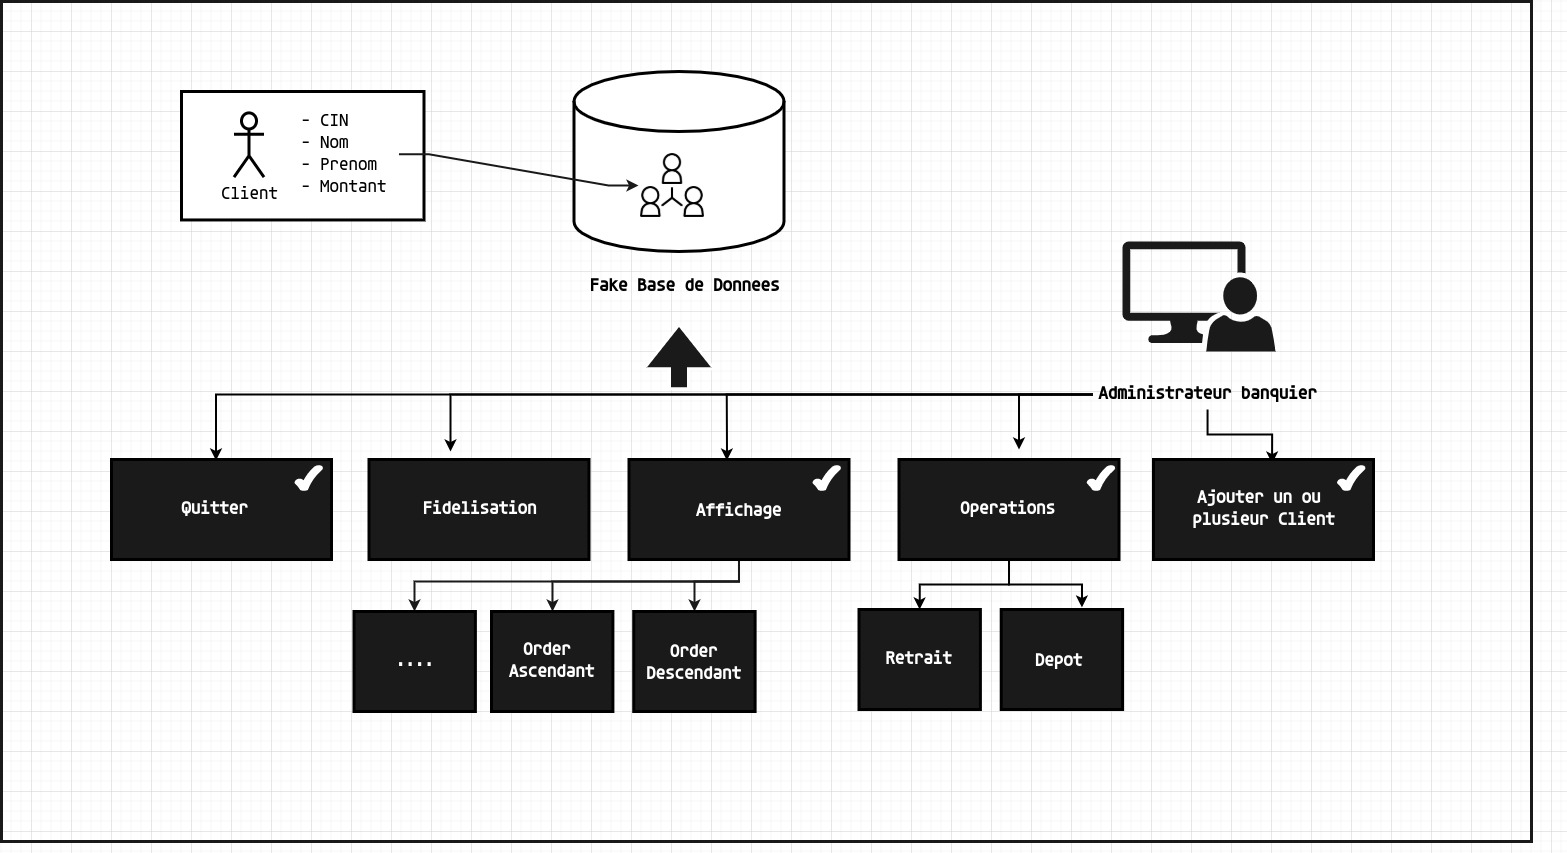 - CIN
- Nom
- Prenom
- Montant
Client
Fake Base de Donnees
Administrateur banquier
Quitter
Fidelisation
Affichage
Operations
Ajouter un ou
plusieur Client
....
Order
Ascendant
Order
Descendant
Retrait
Depot